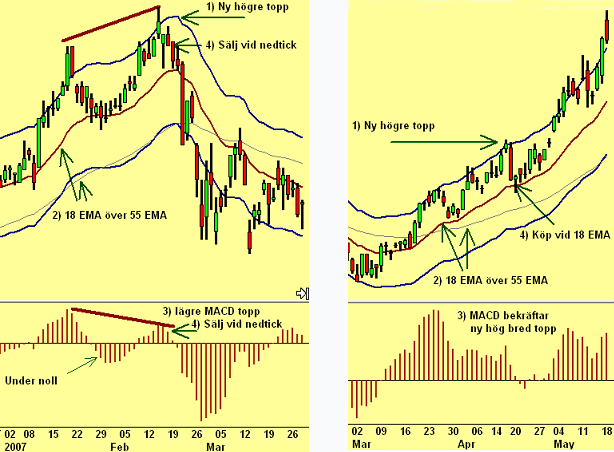 1) Ny högre topp
4) Sälj vid nedtick
2) 18 EMA över 55 EMA
3) lägre MACD topp
4) Sälj vid nedtick
Under noll
02 08 16 22 29 05 12 19 26 05 12 19 26
2007 Feb Mar
1) Ny högre topp
4) Köp vid 18 EMA
2) 18 EMA över 55 EMA
3) MACD bekräftar
ny hög bred topp
02 09 16 23 30 09 13 20 27 04 11 18
Mar Apr May